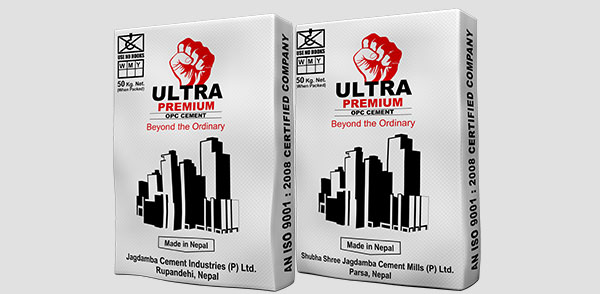 USE NO HOOKS
W M Y
50 Kg. Net.
(When Packed)
ULTRA
PREMIUM
OPC CEMENT
Beyond the Ordinary
Made in Nepal
Jagdamba Cement Industries (P) Ltd.
Rupandehi, Nepal
AN ISO 9001 : 2008 CERTIFIED COMPANY
USE NO HOOKS
W M Y
50 Kg. Net.
(When Packed)
ULTRA
PREMIUM
OPC CEMENT
Beyond the Ordinary
Made in Nepal
Shubha Shree Jagdamba Cement Mills (P) Ltd.
Parsa, Nepal
AN ISO 9001 : 2008 CERTIFIED COMPANY